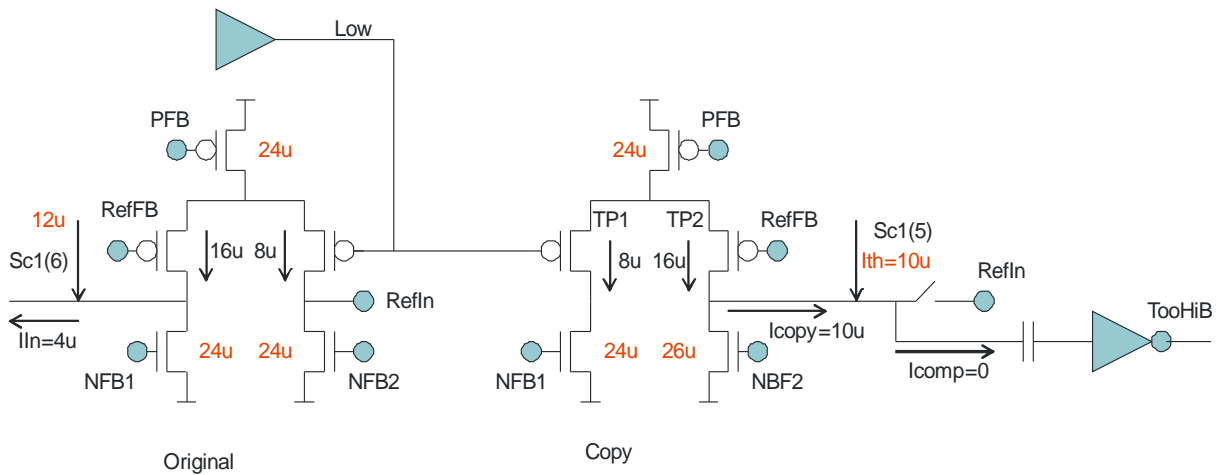 Low
PFB
24u
PFB
24u
12u
RefFB
Sc1(6)
16u
8u
TP1
TP2
RefFB
8u
16u
Sc1(5)
Ith=10u
RefIn
RefIn
TooHiB
IIn=4u
Icopy=10u
24u
24u
NFB1
NFB2
24u
26u
NFB1
NBF2
Icomp=0
Original
Copy